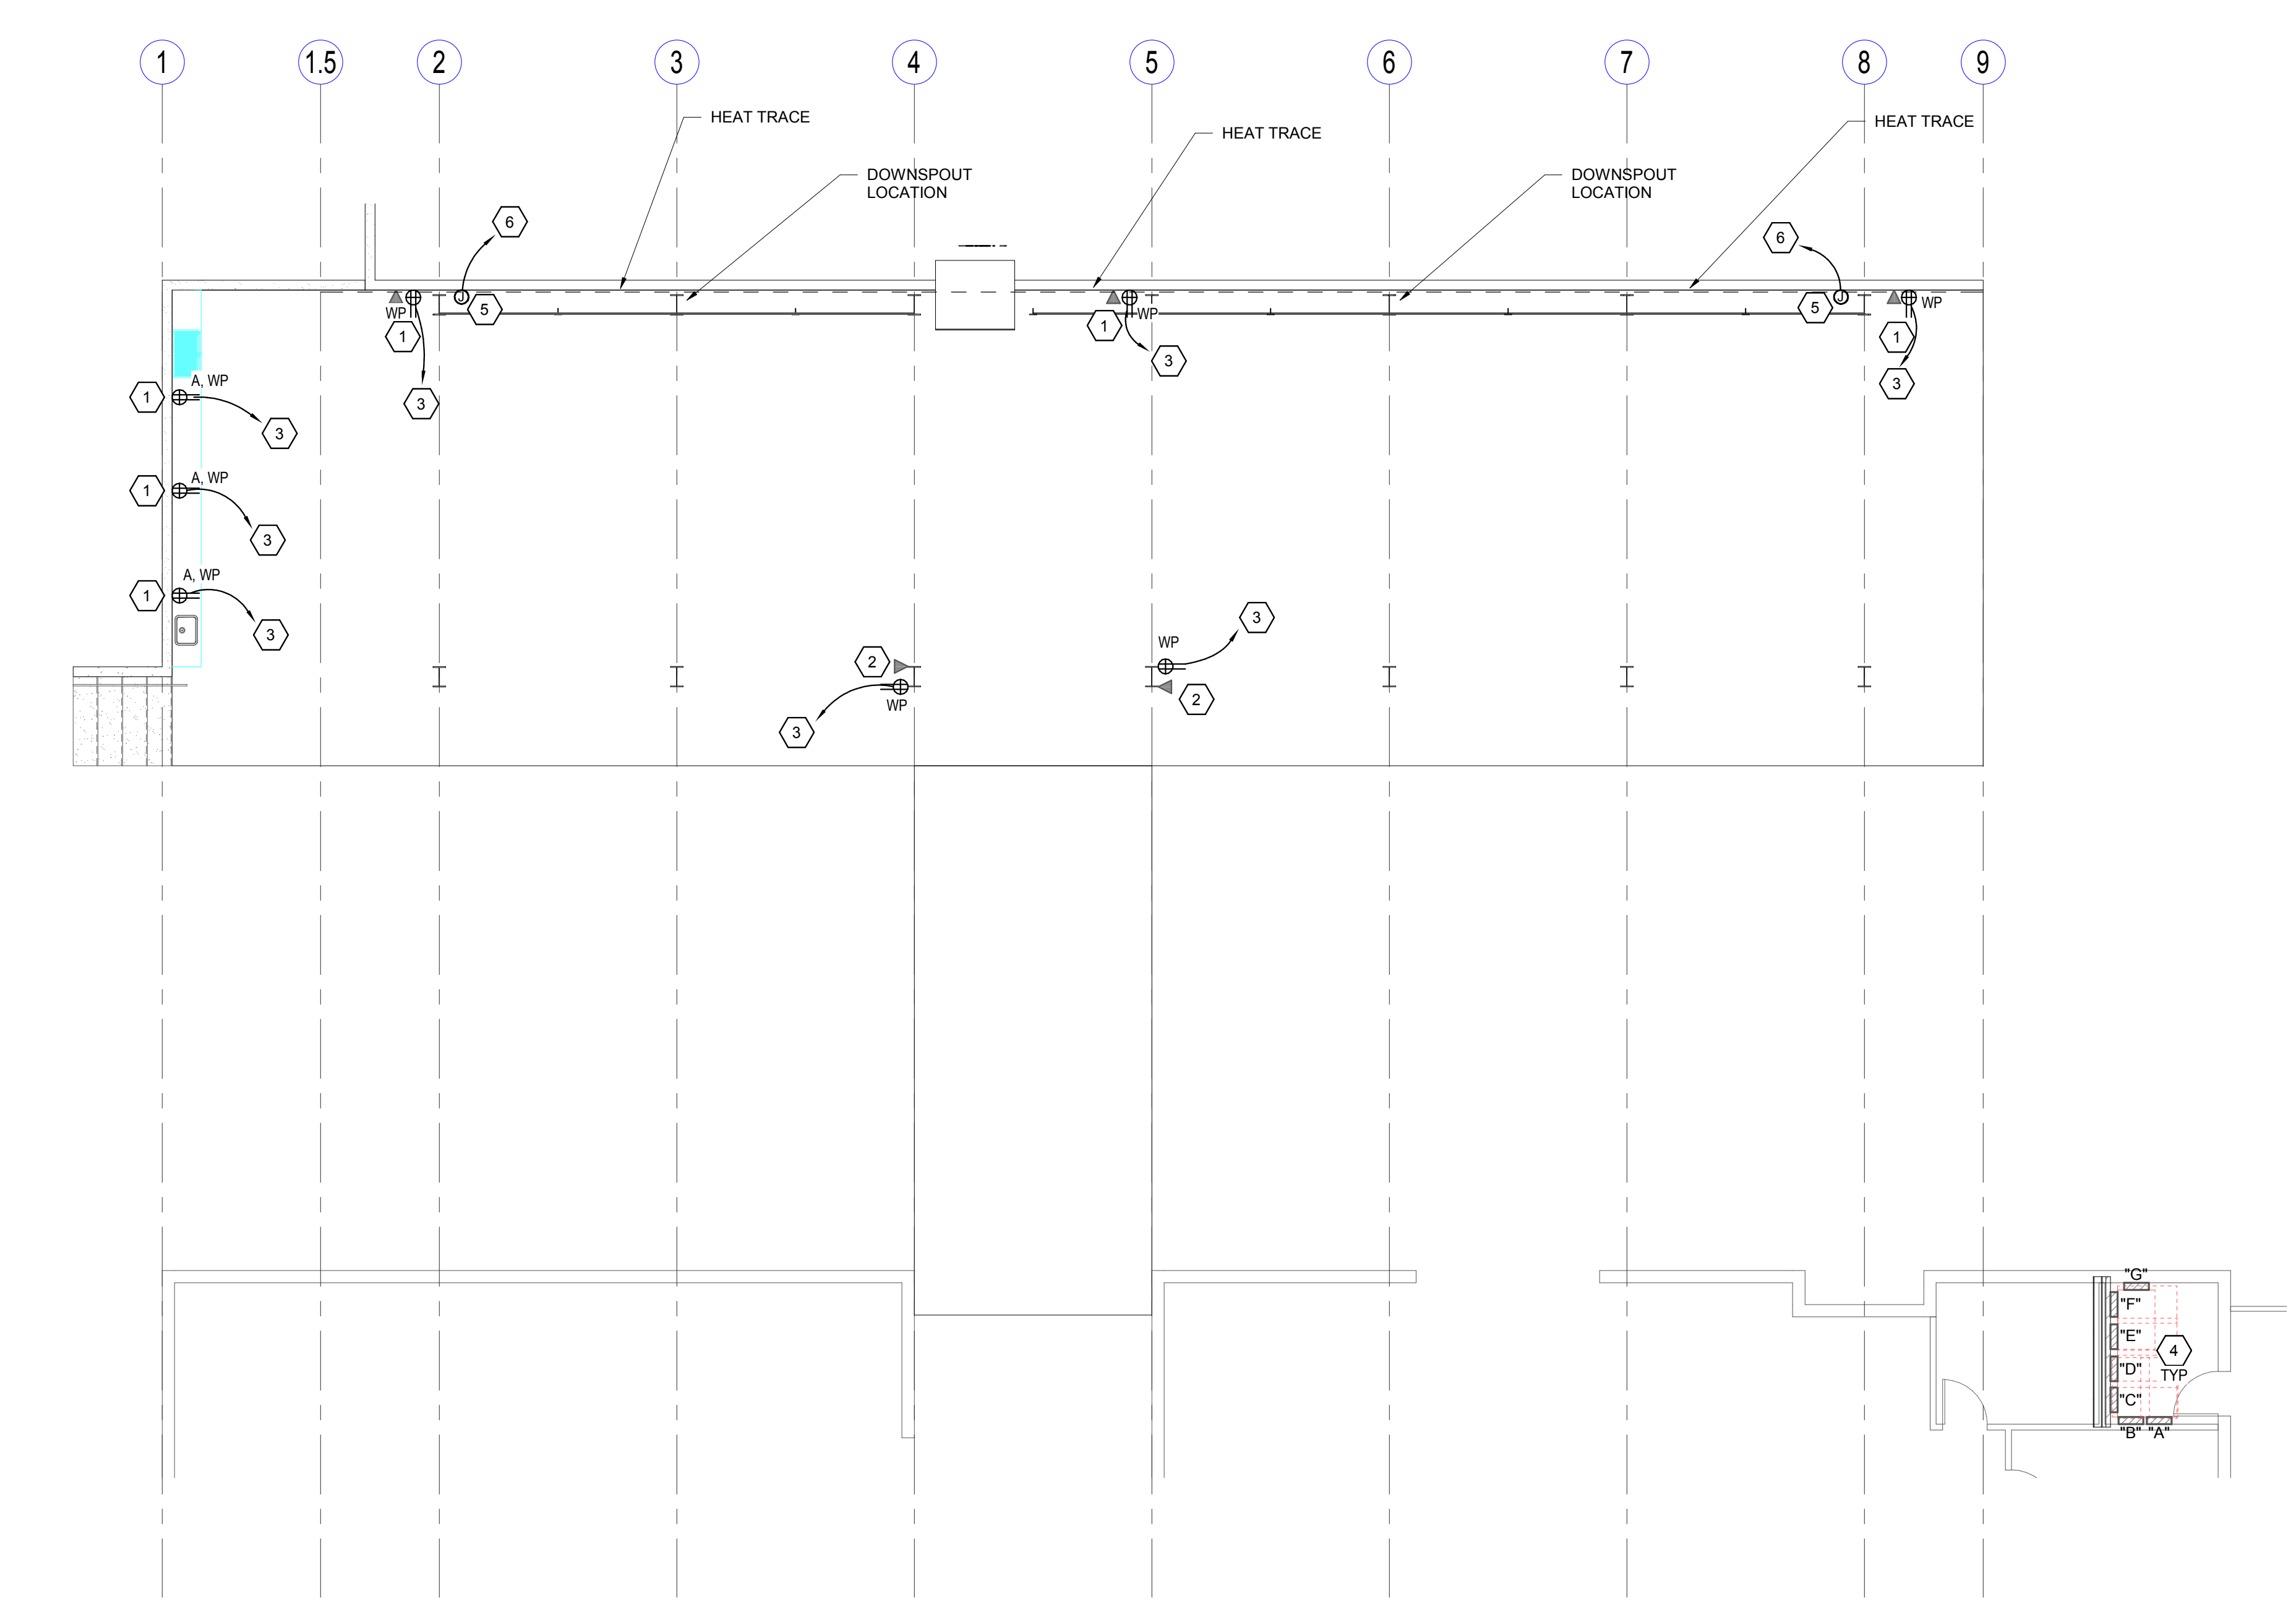 1 1.5 2 3 4 5 6 7 8 9
HEAT TRACE
HEAT TRACE
HEAT TRACE
DOWNSPOUT
LOCATION
DOWNSPOUT
LOCATION
6
6
J
5
WP
1
3
WP
1
3
J
5
WP
1
3
A, WP
1
3
A, WP
1
3
A, WP
1
3
2
WP
3
WP
3
2
"G"
"F"
"E"
4
TYP
"D"
"C"
"B" "A"